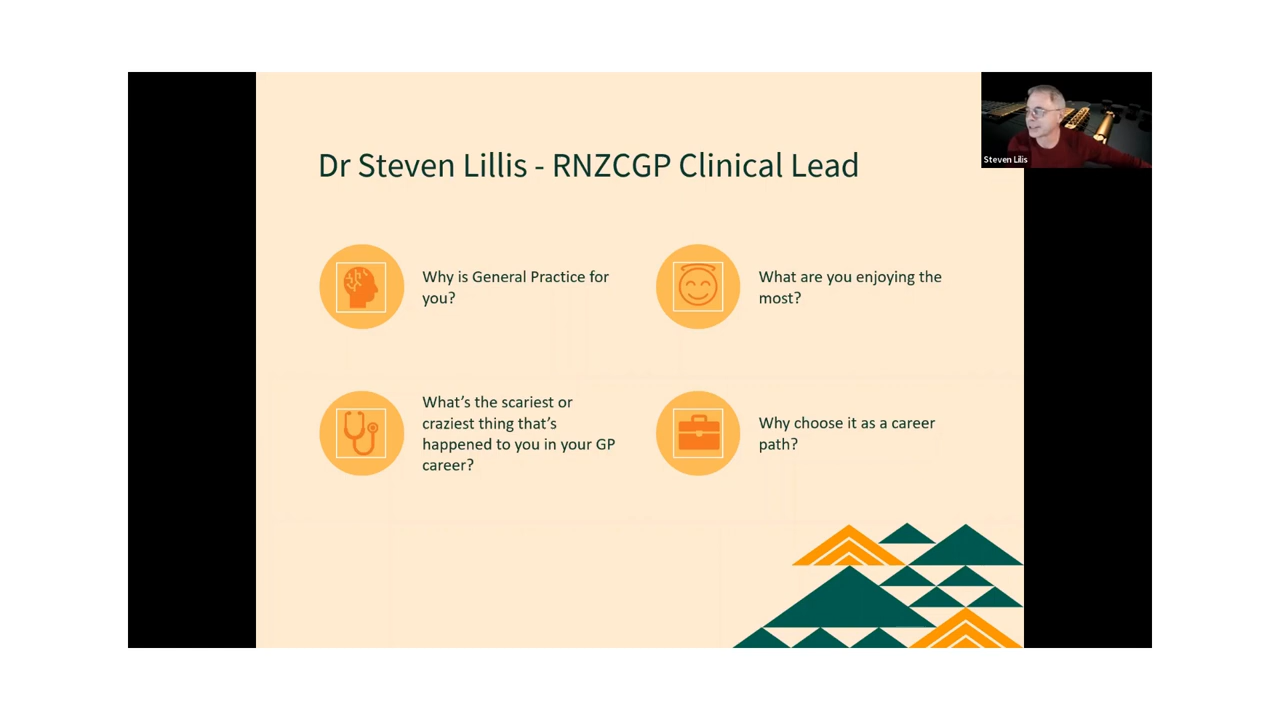 Dr Steven Lillis - RNZCGP Clinical Lead
Steven Lilis
Why is General Practice for
you?
What are you enjoying the
most?
What's the scariest or
craziest thing that's
happened to you in your GP
career?
Why choose it as a career
path?